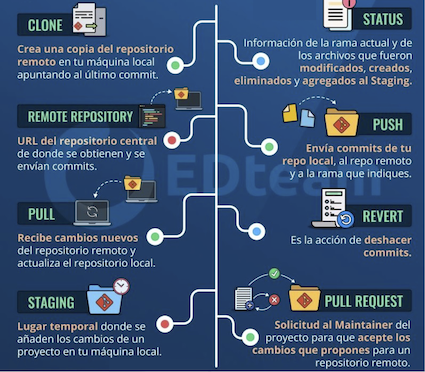 CLONE
Crea una copia del repositorio
remoto en tu máquina local
apuntando al último commit.
STATUS
Información de la rama actual y de
los archivos que fueron
modificados, creados,
eliminados y agregados al Staging.
REMOTE REPOSITORY
URL del repositorio central
de donde se obtienen y se
envían commits.
PUSH
Envía commits de tu
repo local, al repo remoto
y a la rama que indiques.
EDteam
PULL
Recibe cambios nuevos
del repositorio remoto y
actualiza el repositorio local.
REVERT
Es la acción de deshacer
commits.
STAGING
Lugar temporal donde se
añaden los cambios de un
proyecto en tu máquina local.
PULL REQUEST
Solicitud al Maintainer del
proyecto para que acepte los
cambios que propones para un
repositorio remoto.